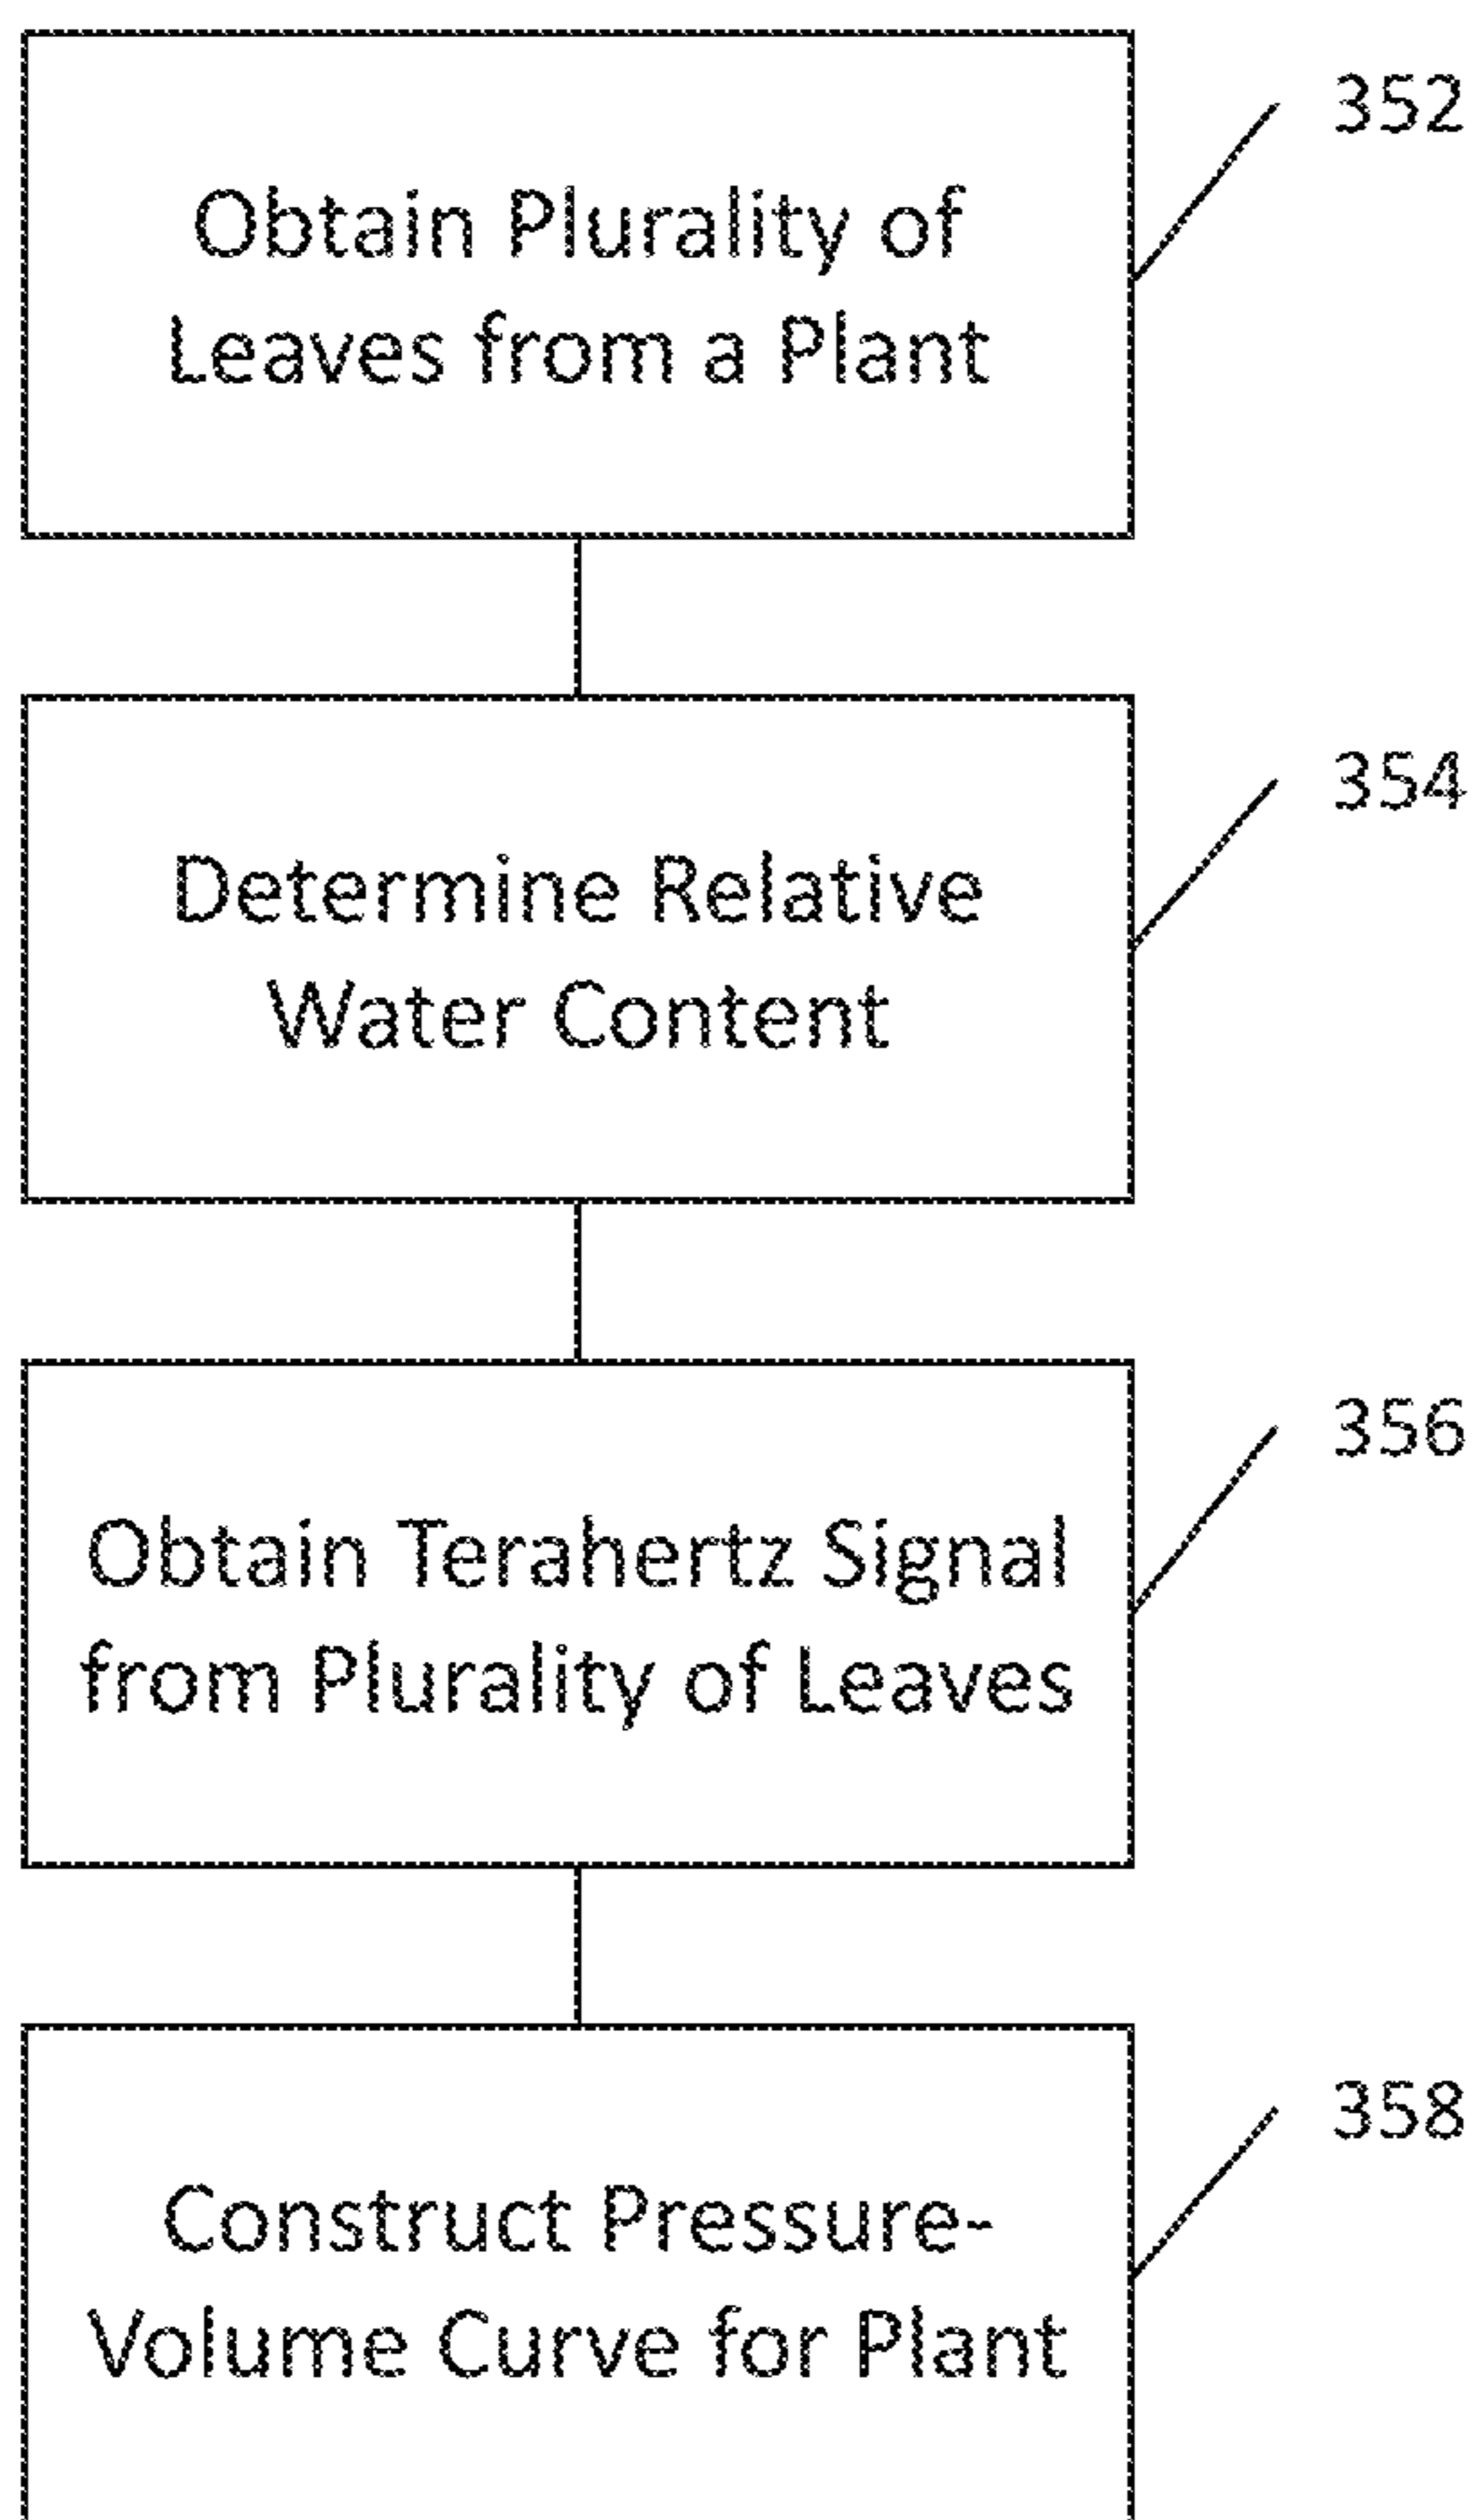 352
Obtain Plurality of
Leaves from a Plant
354
Determine Relative
Water Content
356
Obtain Terahertz Signal
from Plurality of Leaves
358
Construct Pressure-
Volume Curve for Plant